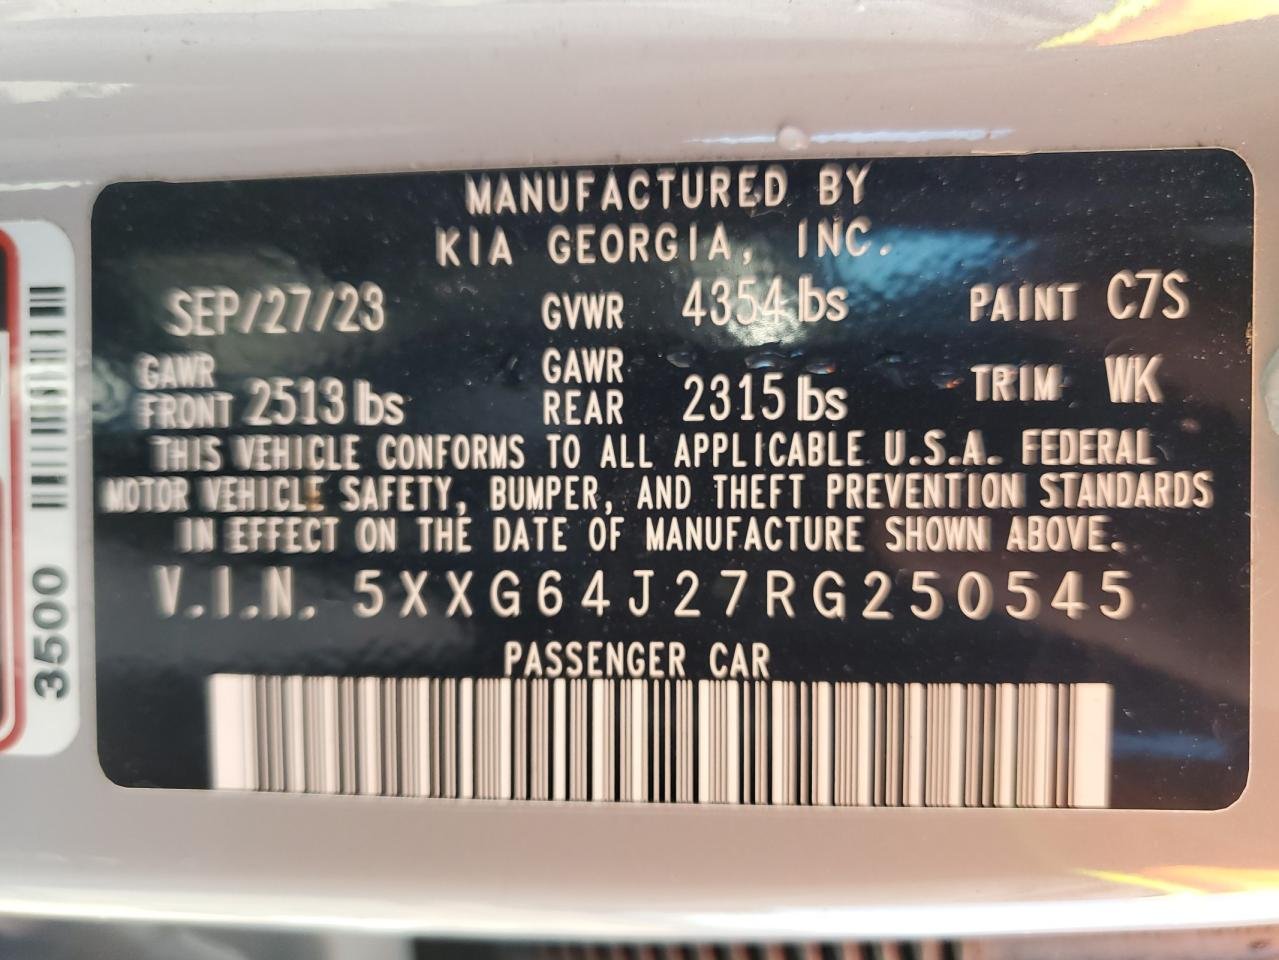 MANUFACTURED BY
KIA GEORGIA, INC.
SEP/27/23 GVWR 4354 lbs PAINT C7S
GAWR FRONT 2513 lbs GAWR REAR 2315 lbs TRIM WK
THIS VEHICLE CONFORMS TO ALL APPLICABLE U.S.A. FEDERAL
MOTOR VEHICLE SAFETY, BUMPER, AND THEFT PREVENTION STANDARDS
IN EFFECT ON THE DATE OF MANUFACTURE SHOWN ABOVE.
V.I.N. 5XXG64J27RG250545
PASSENGER CAR
3500